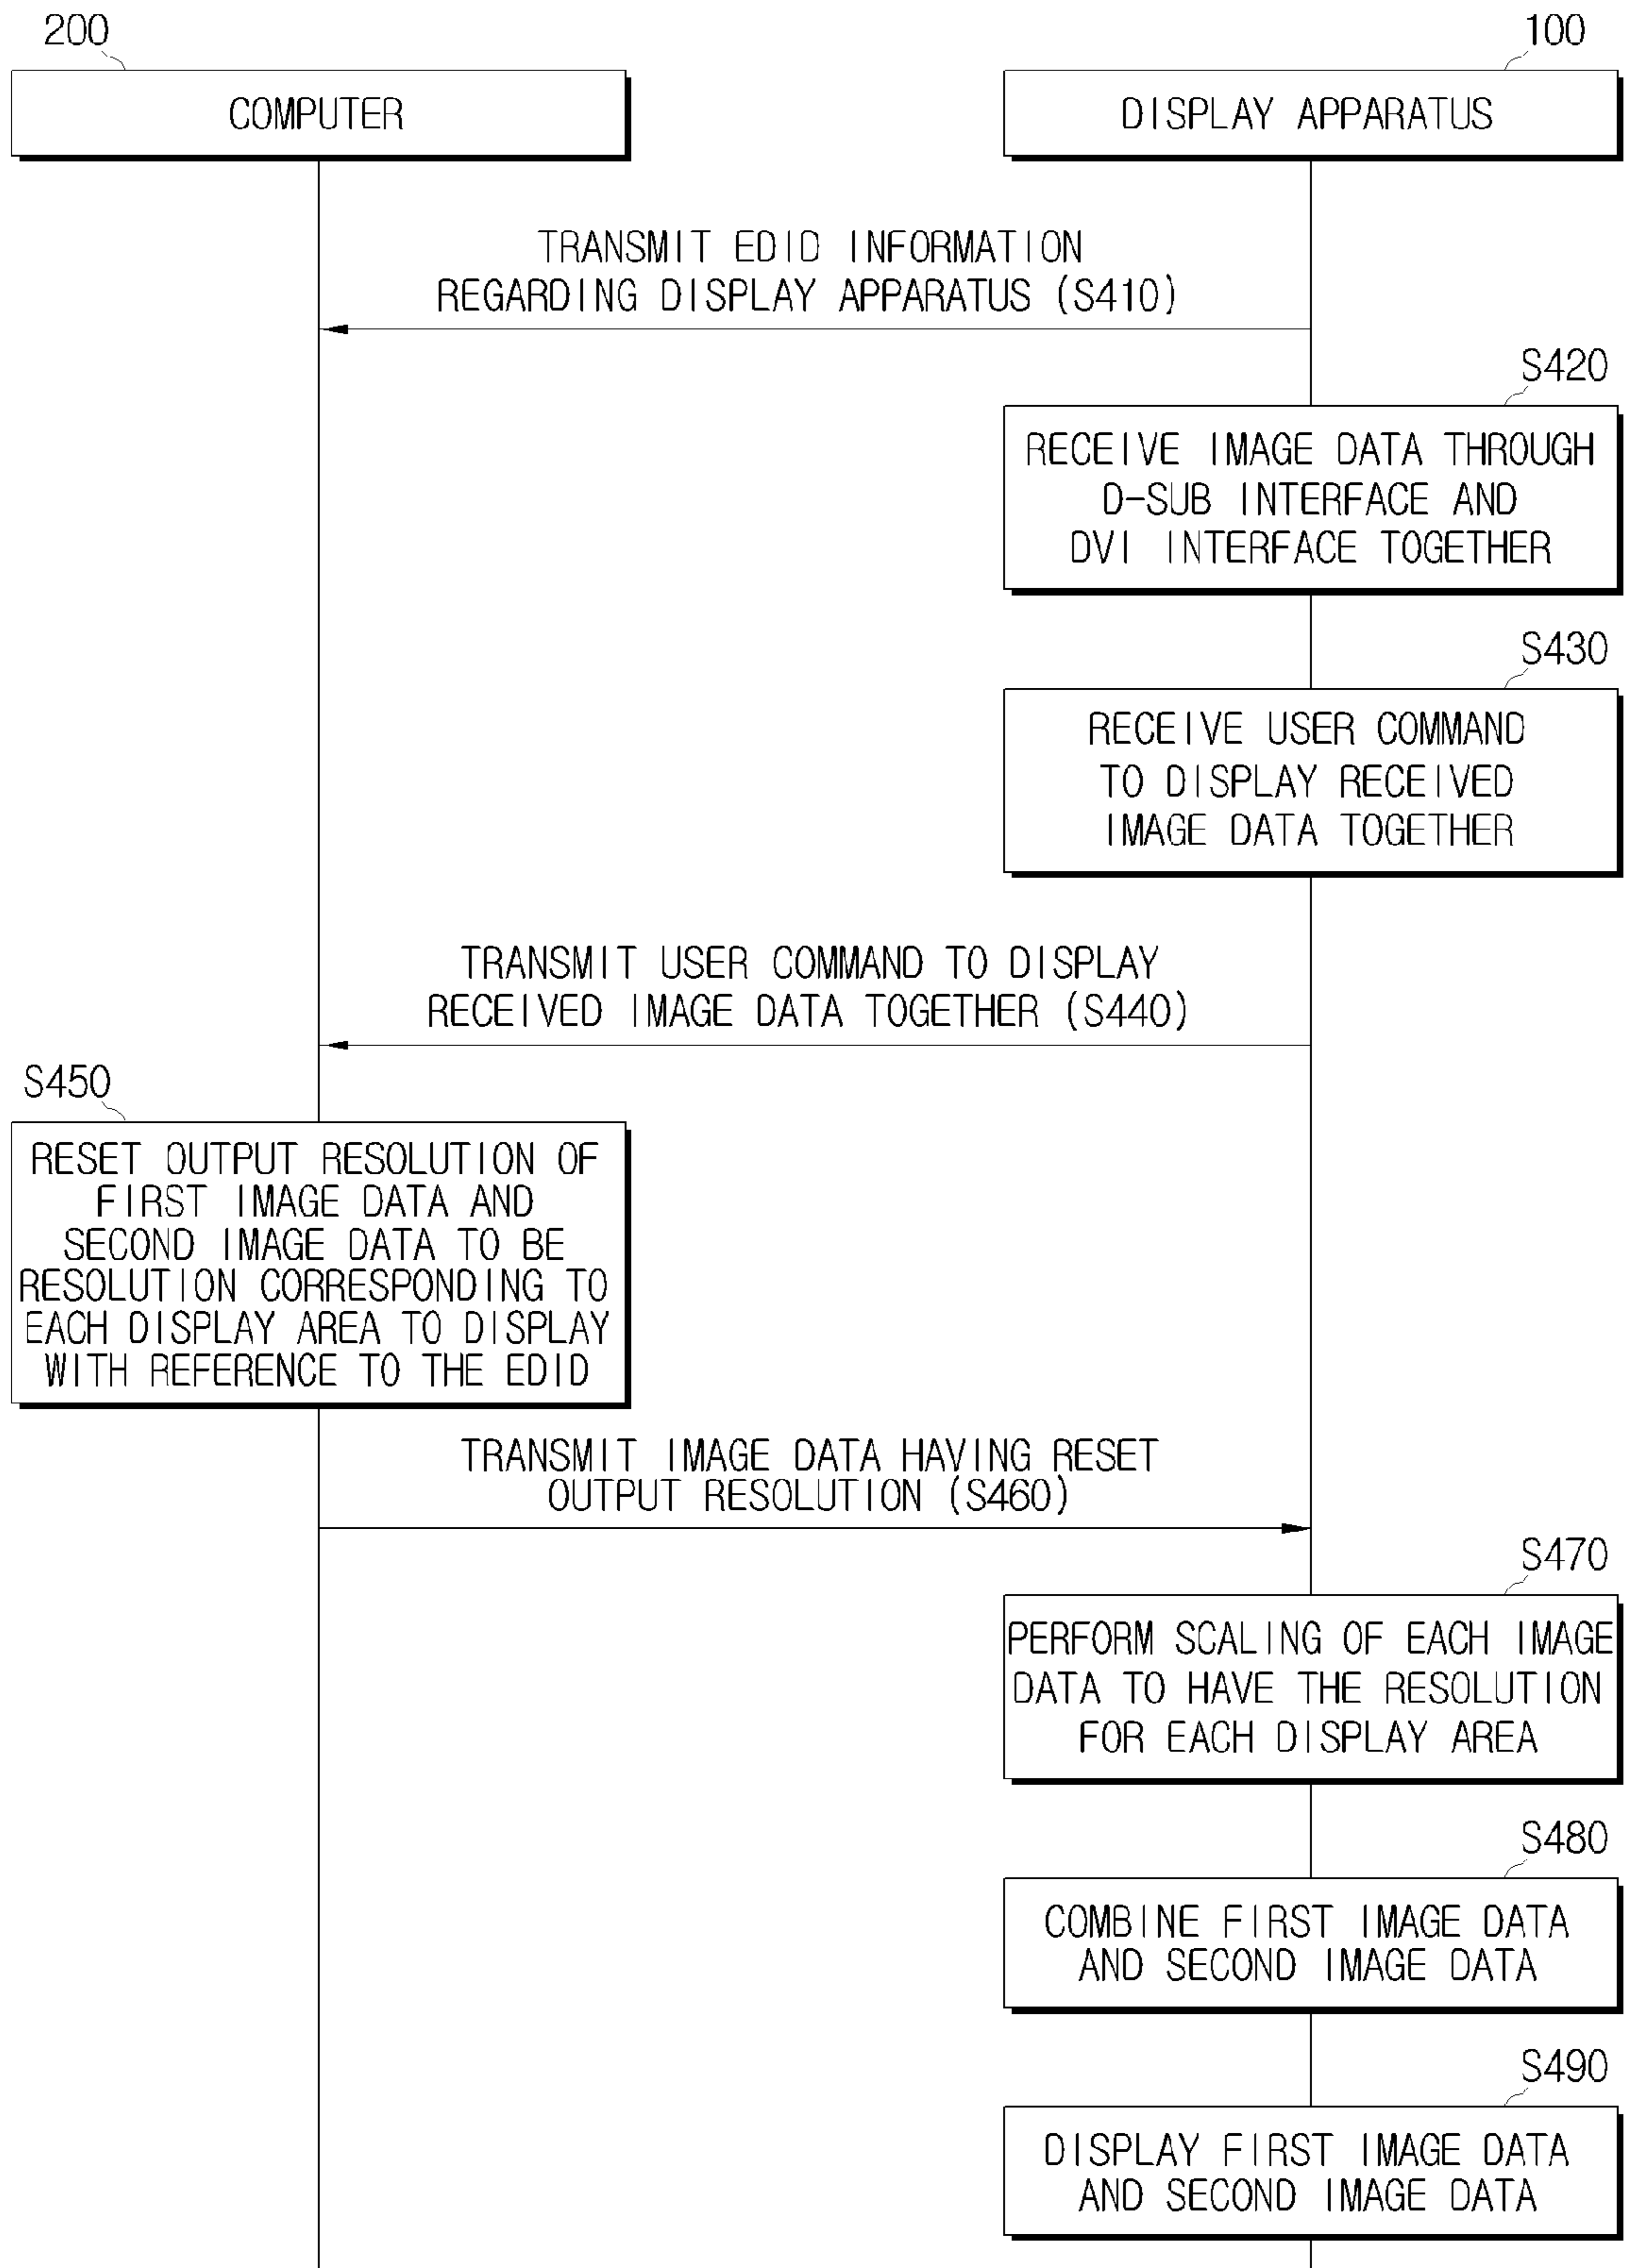 200
100
COMPUTER
DISPLAY APPARATUS
TRANSMIT EDID INFORMATION
REGARDING DISPLAY APPARATUS (S410)
S420
RECEIVE IMAGE DATA THROUGH
D-SUB INTERFACE AND
DVI INTERFACE TOGETHER
S430
RECEIVE USER COMMAND
TO DISPLAY RECEIVED
IMAGE DATA TOGETHER
TRANSMIT USER COMMAND TO DISPLAY
RECEIVED IMAGE DATA TOGETHER (S440)
S450
RESET OUTPUT RESOLUTION OF
FIRST IMAGE DATA AND
SECOND IMAGE DATA TO BE
RESOLUTION CORRESPONDING TO
EACH DISPLAY AREA TO DISPLAY
WITH REFERENCE TO THE EDID
TRANSMIT IMAGE DATA HAVING RESET
OUTPUT RESOLUTION (S460)
S470
PERFORM SCALING OF EACH IMAGE
DATA TO HAVE THE RESOLUTION
FOR EACH DISPLAY AREA
S480
COMBINE FIRST IMAGE DATA
AND SECOND IMAGE DATA
S490
DISPLAY FIRST IMAGE DATA
AND SECOND IMAGE DATA